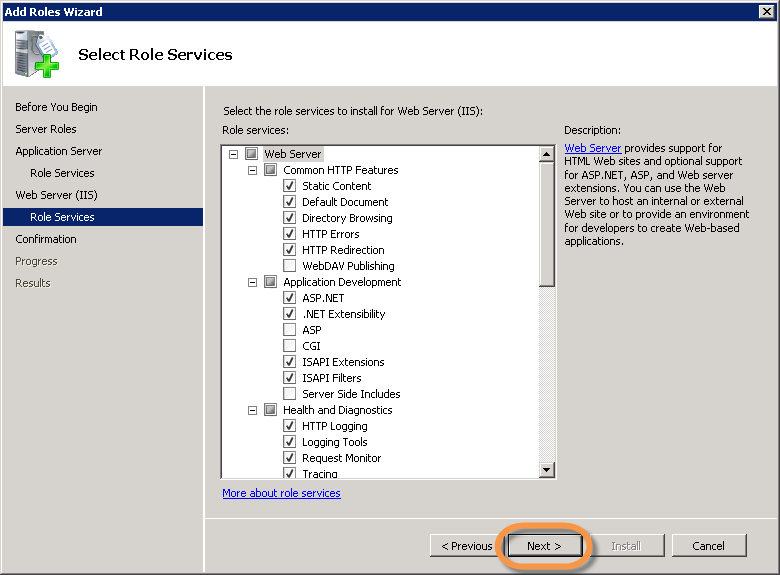 Add Roles Wizard
Select Role Services
Before You Begin
Server Roles
Application Server
Role Services
Web Server (IIS)
Role Services
Confirmation
Progress
Results
Select the role services to install for Web Server (IIS):
Role services:
Web Server
Common HTTP Features
Static Content
Default Document
Directory Browsing
HTTP Errors
HTTP Redirection
WebDAV Publishing
Application Development
ASP.NET
.NET Extensibility
ASP
CGI
ISAPI Extensions
ISAPI Filters
Server Side Includes
Health and Diagnostics
HTTP Logging
Logging Tools
Request Monitor
Tracing
More about role services
Description:
Web Server provides support for
HTML Web sites and optional support
for ASP.NET, ASP, and Web server
extensions. You can use the Web
Server to host an internal or external
Web site or to provide an environment
for developers to create Web-based
applications.
< Previous
Next >
Install
Cancel